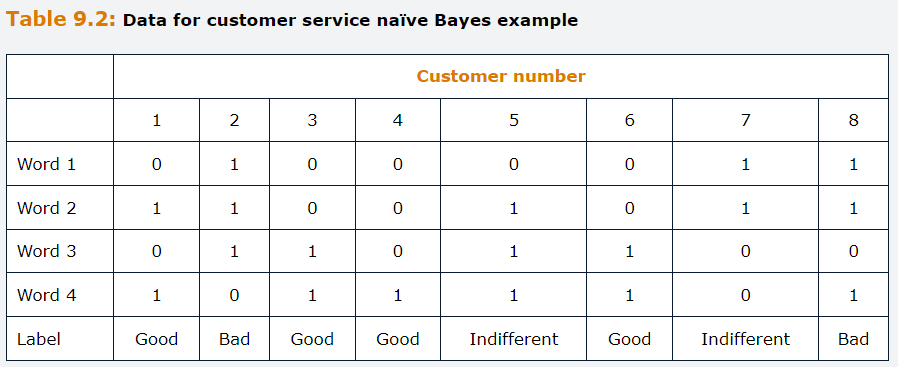 Table 9.2: Data for customer service naïve Bayes example
Customer number
1 2 3 4 5 6 7 8
Word 1 0 1 0 0 0 0 1 1
Word 2 1 1 0 0 1 0 1 1
Word 3 0 1 1 0 1 1 0 0
Word 4 1 0 1 1 1 1 0 1
Label Good Bad Good Good Indifferent Good Indifferent Bad